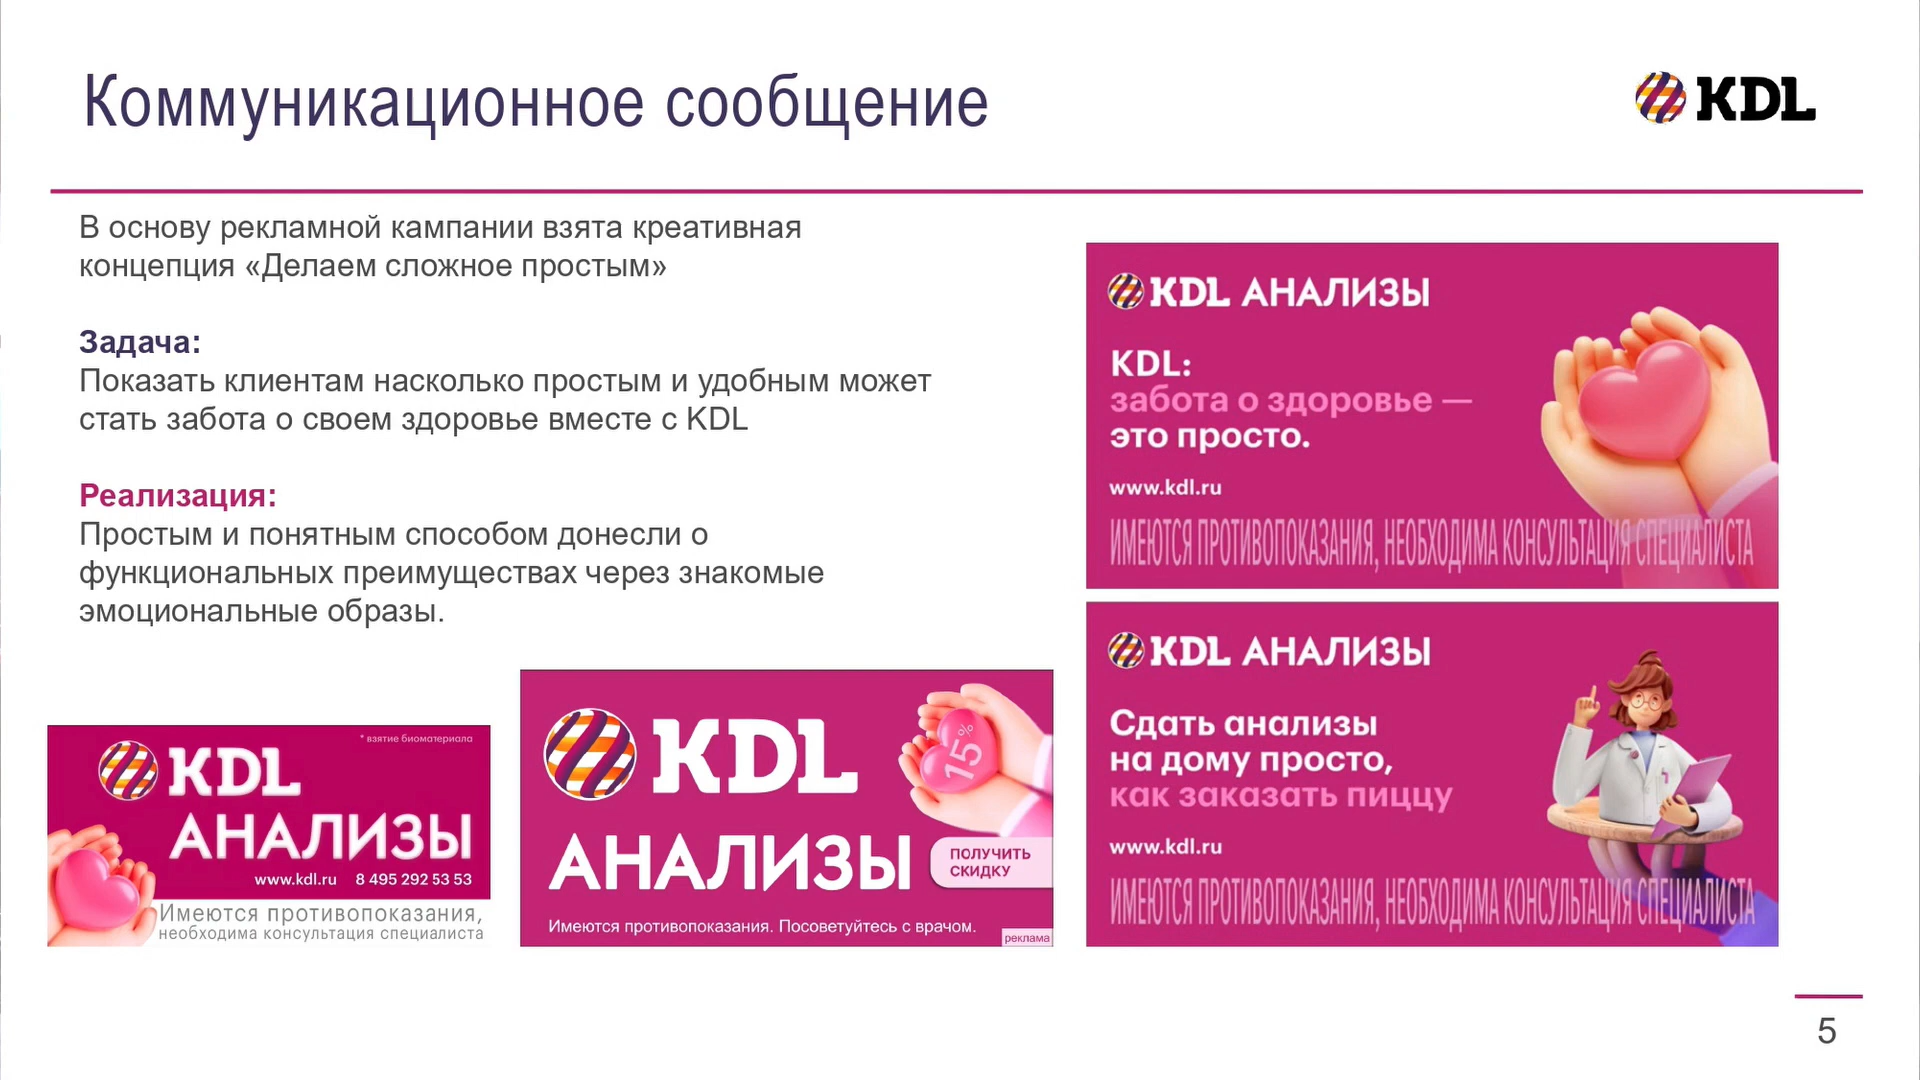 Коммуникационное сообщение
KDL
В основу рекламной кампании взята креативная
концепция «Делаем сложное простым»
Задача:
Показать клиентам насколько простым и удобным может
стать забота о своем здоровье вместе с KDL
Реализация:
Простым и понятным способом донесли о
функциональных преимуществах через знакомые
эмоциональные образы.
* взятие биоматериала
KDL
АНАЛИЗЫ
www.kdl.ru 8 495 292 53 53
Имеются противопоказания,
необходима консультация специалиста
KDL
15%
АНАЛИЗЫ
ПОЛУЧИТЬ
СКИДКУ
Имеются противопоказания. Посоветуйтесь с врачом.
реклама
KDL АНАЛИЗЫ
KDL:
забота о здоровье —
это просто.
www.kdl.ru
ИМЕЮТСЯ ПРОТИВОПОКАЗАНИЯ, НЕОБХОДИМА КОНСУЛЬТАЦИЯ СПЕЦИАЛИСТА
KDL АНАЛИЗЫ
Сдать анализы
на дому просто,
как заказать пиццу
www.kdl.ru
ИМЕЮТСЯ ПРОТИВОПОКАЗАНИЯ, НЕОБХОДИМА КОНСУЛЬТАЦИЯ СПЕЦИАЛИСТА
5